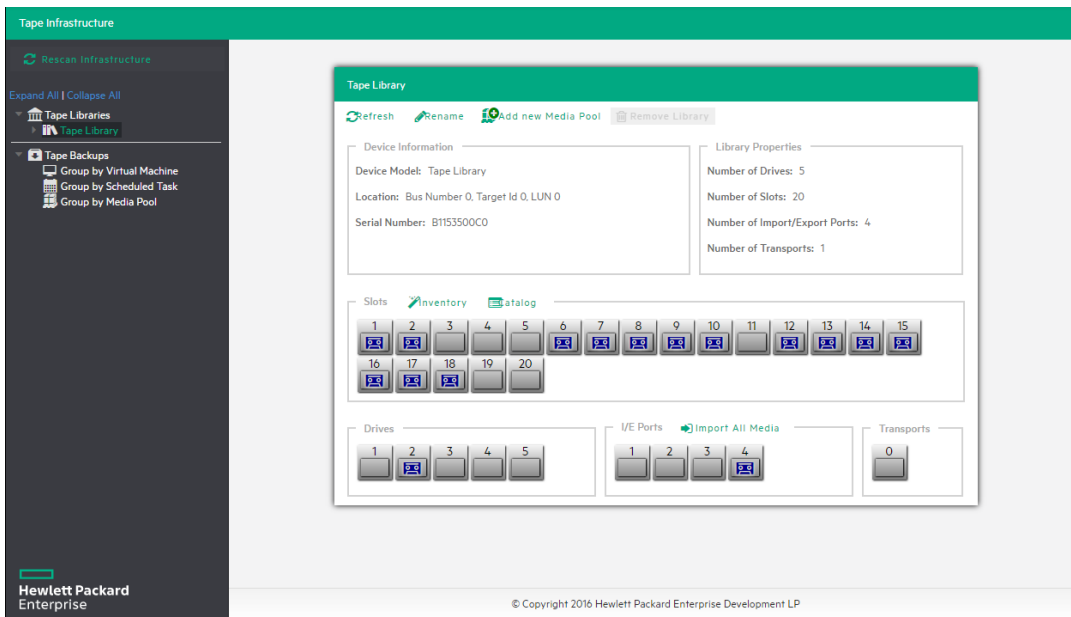 Tape Infrastructure
Rescan Infrastructure
Expand All | Collapse All
Tape Libraries
Tape Library
Tape Backups
Group by Virtual Machine
Group by Scheduled Task
Group by Media Pool
Hewlett Packard
Enterprise
Tape Library
Refresh Rename Add new Media Pool Remove Library
Device Information
Device Model: Tape Library
Location: Bus Number 0, Target Id 0, LUN 0
Serial Number: B1153500C0
Library Properties
Number of Drives: 5
Number of Slots: 20
Number of Import/Export Ports: 4
Number of Transports: 1
Slots Inventory Catalog
1 2 3 4 5 6 7 8 9 10 11 12 13 14 15
16 17 18 19 20
Drives
1 2 3 4 5
I/E Ports Import All Media
1 2 3 4
Transports
0
© Copyright 2016 Hewlett Packard Enterprise Development LP